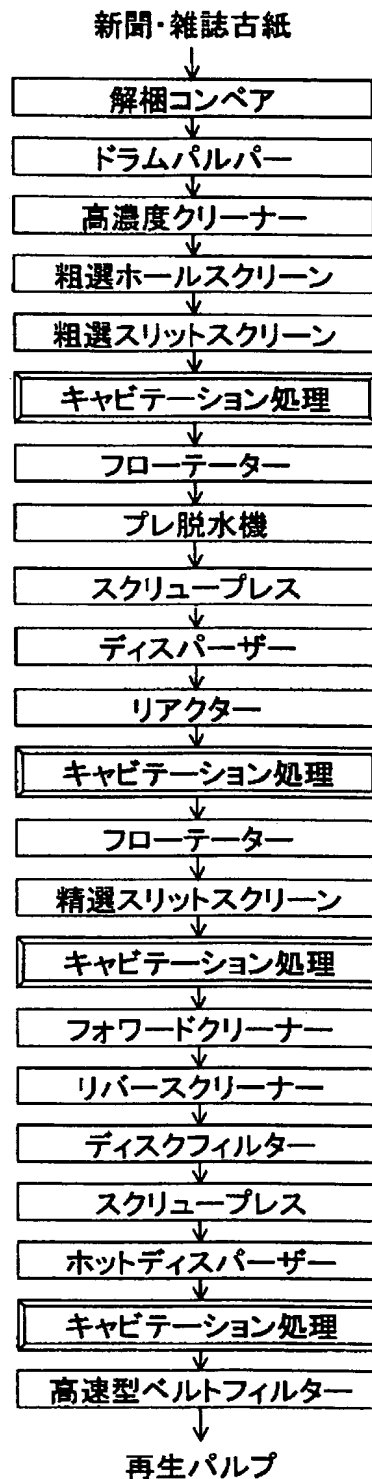 新聞・雑誌古紙
解梱コンベア
ドラムパルパー
高濃度クリーナー
粗選ホールスクリーン
粗選スリットスクリーン
キャビテーション処理
フローテーター
プレ脱水機
スクリュープレス
ディスパーザー
リアクター
キャビテーション処理
フローテーター
精選スリットスクリーン
キャビテーション処理
フォワードクリーナー
リバースクリーナー
ディスクフィルター
スクリュープレス
ホットディスパーザー
キャビテーション処理
高速型ベルトフィルター
再生パルプ